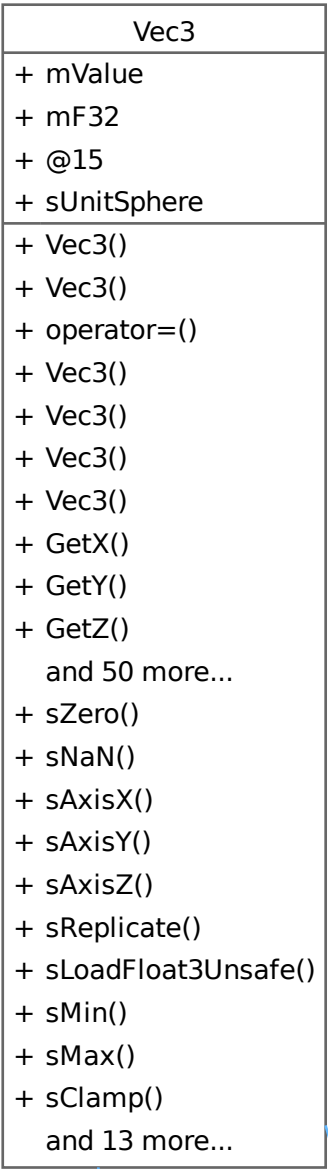 Vec3
+ mValue
+ mF32
+ @15
+ sUnitSphere
+ Vec3()
+ Vec3()
+ operator=()
+ Vec3()
+ Vec3()
+ Vec3()
+ Vec3()
+ GetX()
+ GetY()
+ GetZ()
and 50 more...
+ sZero()
+ sNaN()
+ sAxisX()
+ sAxisY()
+ sAxisZ()
+ sReplicate()
+ sLoadFloat3Unsafe()
+ sMin()
+ sMax()
+ sClamp()
and 13 more...